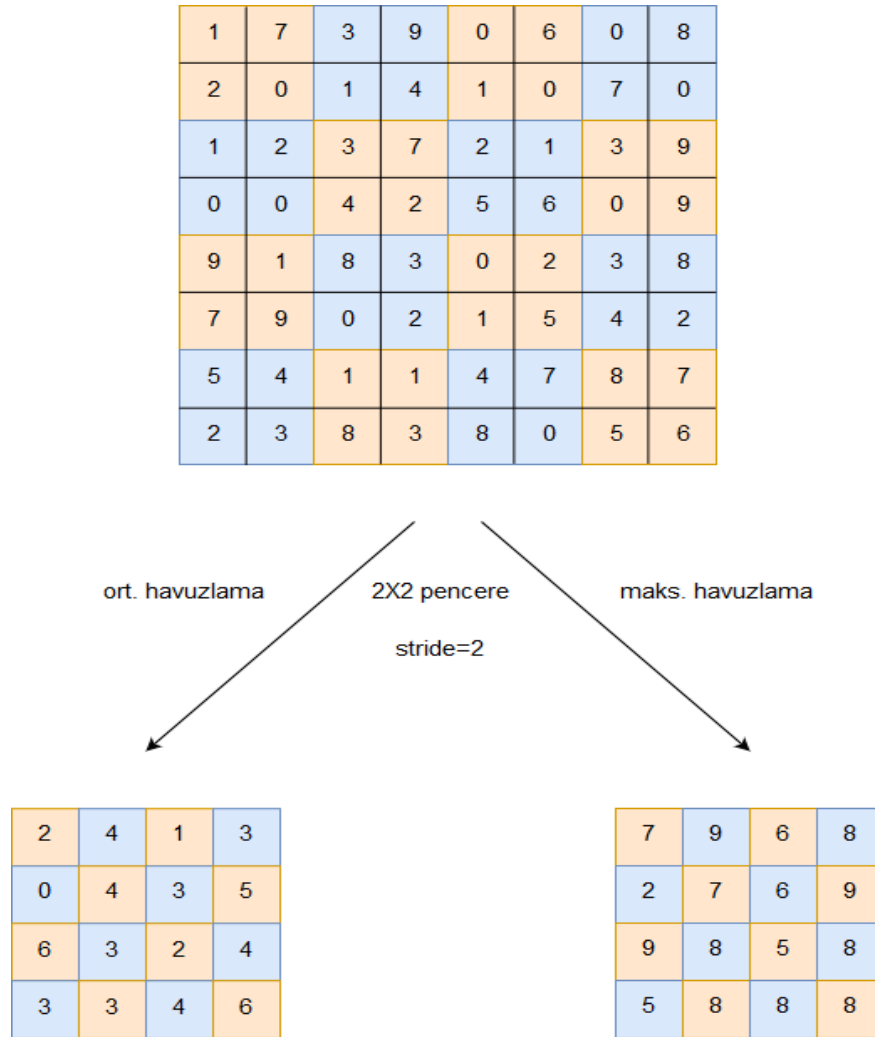 1 7 3 9 0 6 0 8
2 0 1 4 1 0 7 0
1 2 3 7 2 1 3 9
0 0 4 2 5 6 0 9
9 1 8 3 0 2 3 8
7 9 0 2 1 5 4 2
5 4 1 1 4 7 8 7
2 3 8 3 8 0 5 6
ort. havuzlama 2X2 pencere maks. havuzlama
stride=2
2 4 1 3 7 9 6 8
0 4 3 5 2 7 6 9
6 3 2 4 9 8 5 8
3 3 4 6 5 8 8 8